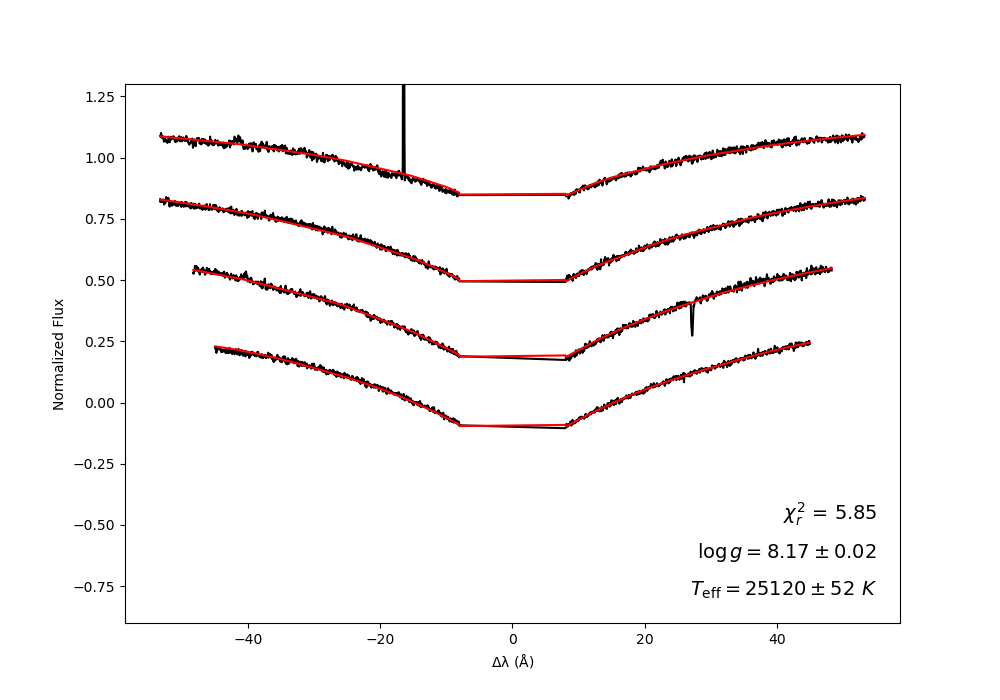 1.25
1.00
0.75
0.50
0.25
0.00
−0.25
−0.50
−0.75
Normalized Flux
χ²ᵣ = 5.85
log g = 8.17 ± 0.02
T_eff = 25120 ± 52 K
−40 −20 0 20 40
Δλ (Å)